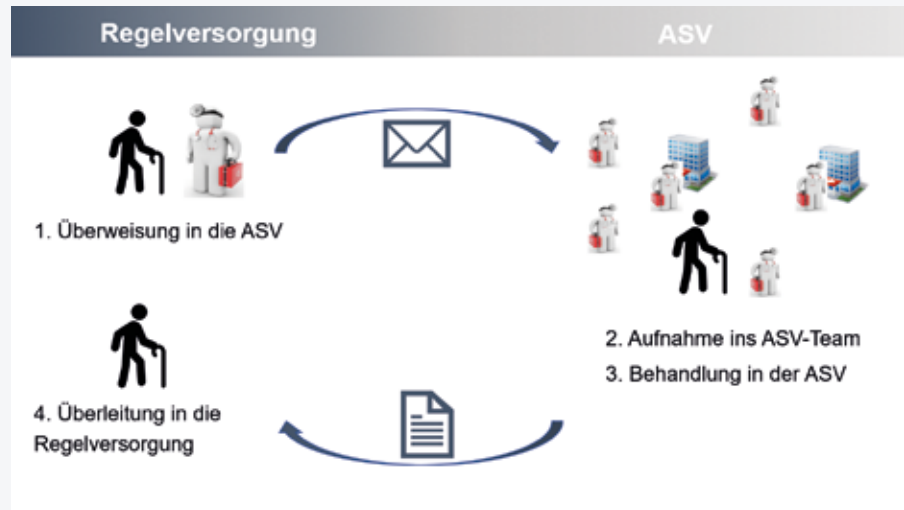 Regelversorgung
ASV
1. Überweisung in die ASV
2. Aufnahme ins ASV-Team
3. Behandlung in der ASV
4. Überleitung in die
Regelversorgung